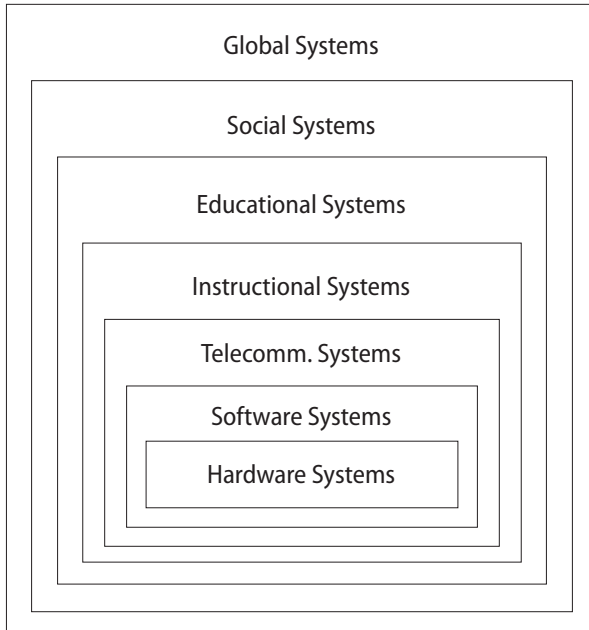 Global Systems
Social Systems
Educational Systems
Instructional Systems
Telecomm. Systems
Software Systems
Hardware Systems